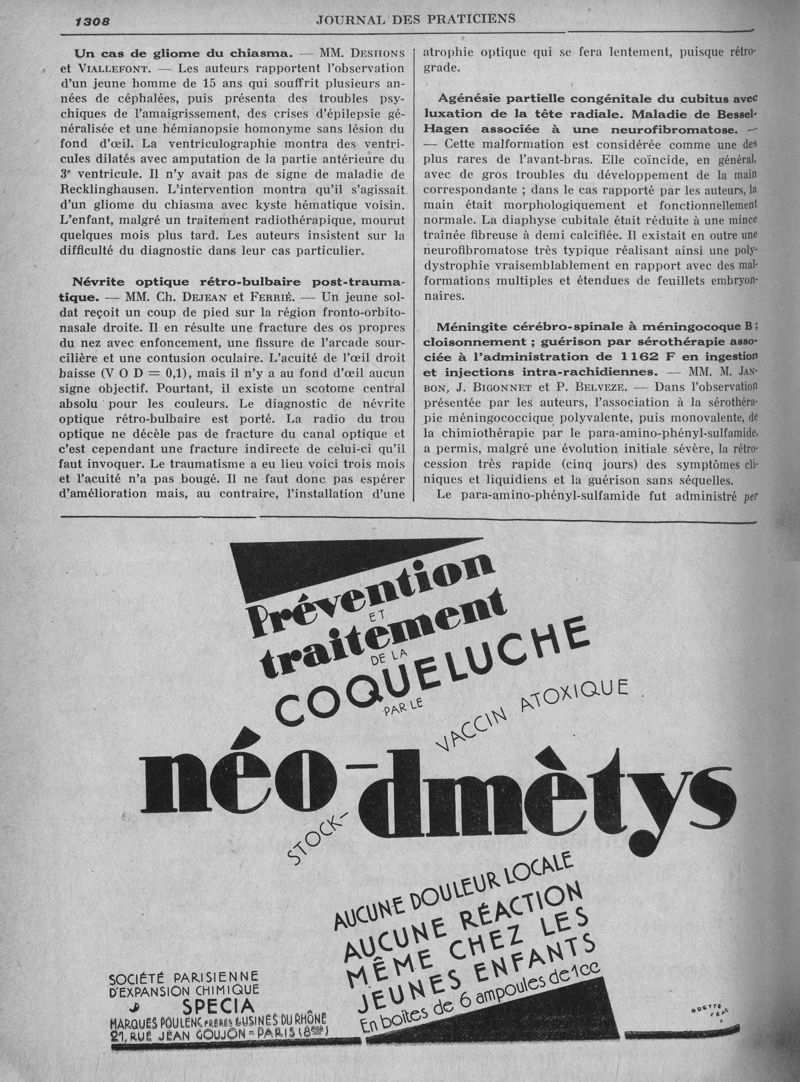 1308
JOURNAL DES PRATICIENS
Un cas de gliome du chiasma. — MM. DESHONS
et VIALLEFONT. — Les auteurs rapportent l'observation
d'un jeune homme de 15 ans qui souffrit plusieurs an-
nées de céphalées, puis présenta des troubles psy-
chiques de l'amaigrissement, des crises d'épilepsie gé-
néralisée et une hémianopsie homonyme sans lésion du
fond d'œil. La ventriculographie montra des ventri-
cules dilatés avec amputation de la partie antérieure du
3e ventricule. Il n'y avait pas de signe de maladie de
Recklinghausen. L'intervention montra qu'il s'agissait
d'un gliome du chiasma avec kyste hématique voisin.
L'enfant, malgré un traitement radiothérapique, mourut
quelques mois plus tard. Les auteurs insistent sur la
difficulté du diagnostic dans leur cas particulier.
Névrite optique rétro-bulbaire post-trauma-
tique. — MM. Ch. DEJEAN et FERRIÉ. — Un jeune sol-
dat reçoit un coup de pied sur la région fronto-orbito-
nasale droite. Il en résulte une fracture des os propres
du nez avec enfoncement, une fissure de l'arcade sour-
cilière et une contusion oculaire. L'acuité de l'œil droit
baisse (V O D = 0,1), mais il n'y a au fond d'œil aucun
signe objectif. Pourtant, il existe un scotome central
absolu pour les couleurs. Le diagnostic de névrite
optique rétro-bulbaire est porté. La radio du trou
optique ne décèle pas de fracture du canal optique et
c'est cependant une fracture indirecte de celui-ci qu'il
faut invoquer. Le traumatisme a eu lieu voici trois mois
et l'acuité n'a pas bougé. Il ne faut donc pas espérer
d'amélioration mais, au contraire, l'installation d'une
atrophie optique qui se fera lentement, puisque rétro-
grade.
Agénésie partielle congénitale du cubitus avec
luxation de la tête radiale. Maladie de Bessel-
Hagen associée à une neurofibromatose. —
— Cette malformation est considérée comme une des
plus rares de l'avant-bras. Elle coïncide, en général,
avec de gros troubles du développement de la main
correspondante ; dans le cas rapporté par les auteurs, la
main était morphologiquement et fonctionnellement
normale. La diaphyse cubitale était réduite à une mince
traînée fibreuse à demi calcifiée. Il existait en outre une
neurofibromatose très typique réalisant ainsi une poly-
dystrophie vraisemblablement en rapport avec des mal-
formations multiples et étendues de feuillets embryon-
naires.
Méningite cérébro-spinale à méningocoque B ;
cloisonnement ; guérison par sérothérapie asso-
ciée à l'administration de 1162 F en ingestion
et injections intra-rachidiennes. — MM. M. JAN-
BON, J. BIGONNET et P. BELVEZE. — Dans l'observation
présentée par les auteurs, l'association à la sérothéra-
pie méningococcique polyvalente, puis monovalente, de
la chimiothérapie par le para-amino-phényl-sulfamide,
a permis, malgré une évolution initiale sévère, la rétro-
cession très rapide (cinq jours) des symptômes cli-
niques et liquidiens et la guérison sans séquelles.
Le para-amino-phényl-sulfamide fut administré per
Prévention
ET
traitement
DE LA
COQUELUCHE
PAR LE
VACCIN ATOXIQUE
néo-dmètys
STOCK-
AUCUNE DOULEUR LOCALE
AUCUNE RÉACTION
MÊME CHEZ LES
JEUNES ENFANTS
En boîtes de 6 ampoules de 1cc
SOCIÉTÉ PARISIENNE
D'EXPANSION CHIMIQUE
SPECIA
MARQUES POULENC FRÈRES & USINES DU RHÔNE
21, RUE JEAN GOUJON = PARIS (8ème)